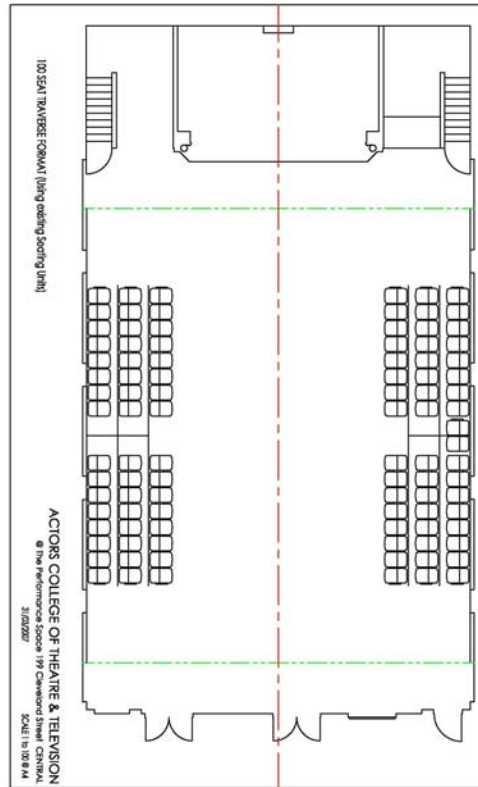 100 SEAT TRAVERSE FORMAT (Using existing Seating Units)
ACTORS COLLEGE OF THEATRE & TELEVISION
@ The Performance Space 199 Cleveland Street CENTRAL
31/03/2007
SCALE 1 to 100 @ A4